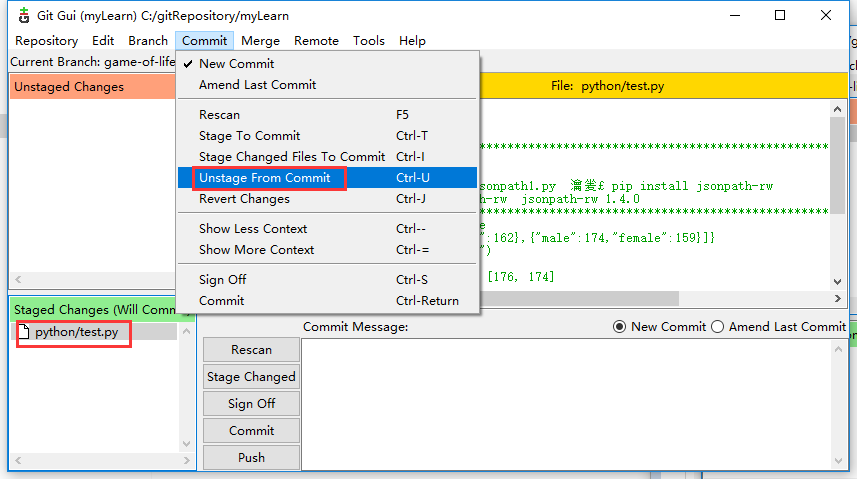 Git Gui (myLearn) C:/gitRepository/myLearn
Repository Edit Branch Commit Merge Remote Tools Help
Current Branch: game-of-life
New Commit
Amend Last Commit
Unstaged Changes
File: python/test.py
Rescan F5
Stage To Commit Ctrl-T
Stage Changed Files To Commit Ctrl-I
Unstage From Commit Ctrl-U
Revert Changes Ctrl-J
Show Less Context Ctrl--
Show More Context Ctrl-=
Sign Off Ctrl-S
Commit Ctrl-Return
*******************************************
sonpath1.py pip install jsonpath-rw
th-rw jsonpath-rw 1.4.0
*******************************************
e
":162},{"male":174,"female":159}]}
")
[176, 174]
Staged Changes (Will Comm
python/test.py
Commit Message:
New Commit Amend Last Commit
Rescan
Stage Changed
Sign Off
Commit
Push